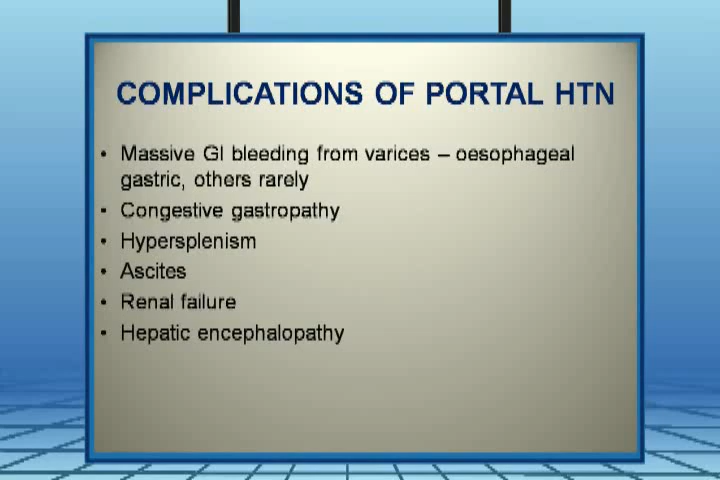 COMPLICATIONS OF PORTAL HTN
• Massive GI bleeding from varices – oesophageal
gastric, others rarely
• Congestive gastropathy
• Hypersplenism
• Ascites
• Renal failure
• Hepatic encephalopathy